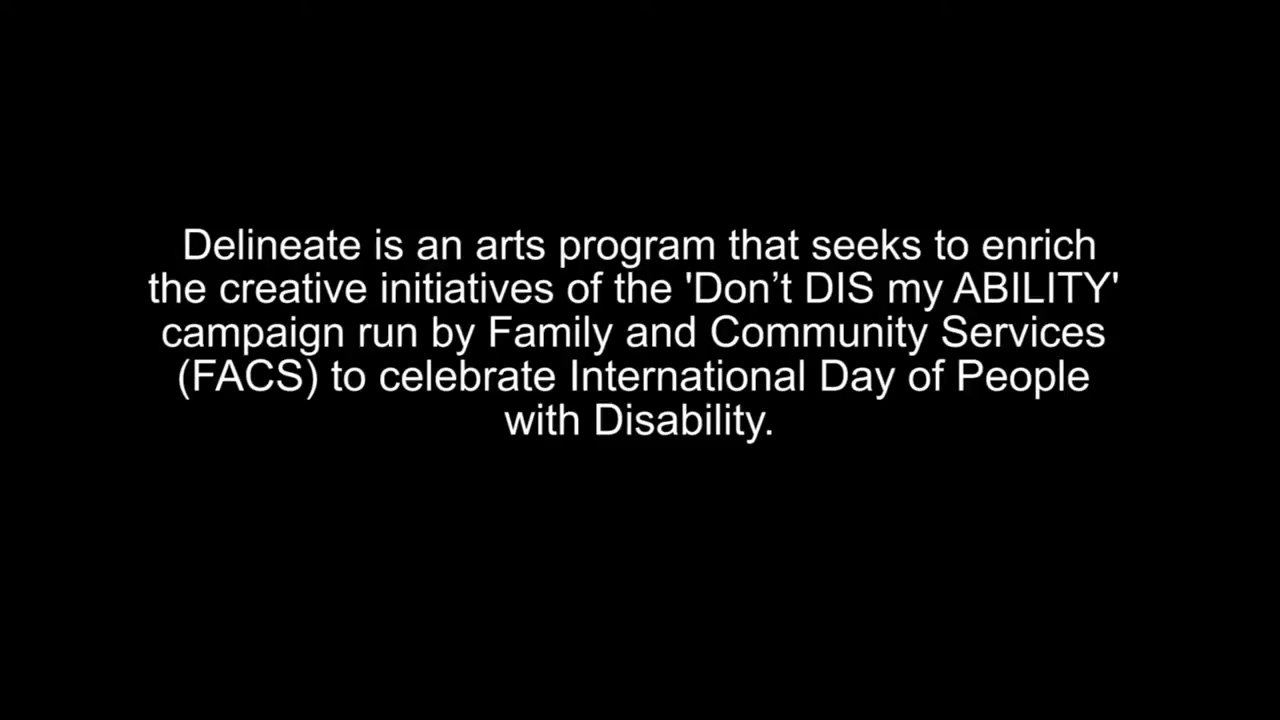 Delineate is an arts program that seeks to enrich
the creative initiatives of the 'Don’t DIS my ABILITY'
campaign run by Family and Community Services
(FACS) to celebrate International Day of People
with Disability.